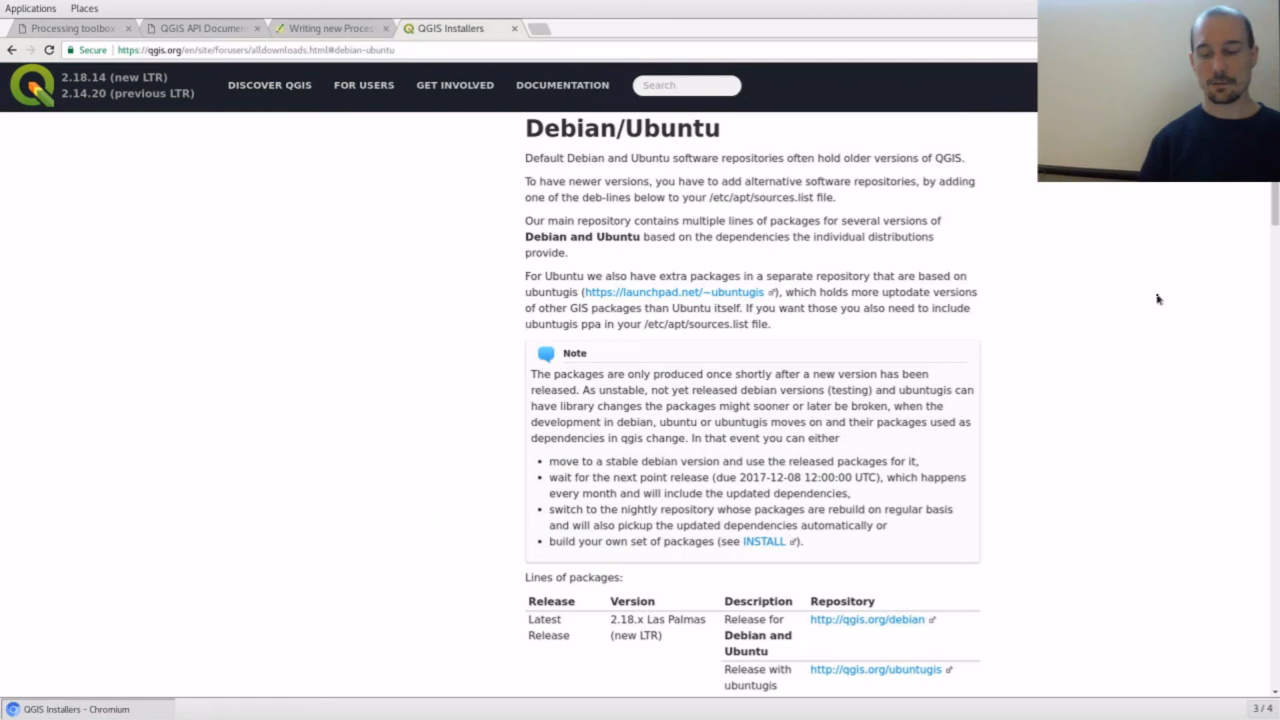 Applications Places
Processing toolbox
QGIS API Documen
Writing new Proces
QGIS Installers
Secure https://qgis.org/en/site/forusers/alldownloads.html#debian-ubuntu
2.18.14 (new LTR)
2.14.20 (previous LTR)
DISCOVER QGIS FOR USERS GET INVOLVED DOCUMENTATION Search
Debian/Ubuntu
Default Debian and Ubuntu software repositories often hold older versions of QGIS.
To have newer versions, you have to add alternative software repositories, by adding
one of the deb-lines below to your /etc/apt/sources.list file.
Our main repository contains multiple lines of packages for several versions of
Debian and Ubuntu based on the dependencies the individual distributions
provide.
For Ubuntu we also have extra packages in a separate repository that are based on
ubuntugis (https://launchpad.net/~ubuntugis), which holds more uptodate versions
of other GIS packages than Ubuntu itself. If you want those you also need to include
ubuntugis ppa in your /etc/apt/sources.list file.
Note
The packages are only produced once shortly after a new version has been
released. As unstable, not yet released debian versions (testing) and ubuntugis can
have library changes the packages might sooner or later be broken, when the
development in debian, ubuntu or ubuntugis moves on and their packages used as
dependencies in qgis change. In that event you can either
• move to a stable debian version and use the released packages for it,
• wait for the next point release (due 2017-12-08 12:00:00 UTC), which happens
every month and will include the updated dependencies,
• switch to the nightly repository whose packages are rebuild on regular basis
and will also pickup the updated dependencies automatically or
• build your own set of packages (see INSTALL).
Lines of packages:
Release Version Description Repository
Latest 2.18.x Las Palmas Release for http://qgis.org/debian
Release (new LTR) Debian and
Ubuntu
Release with http://qgis.org/ubuntugis
ubuntugis
QGIS Installers - Chromium
3 / 4